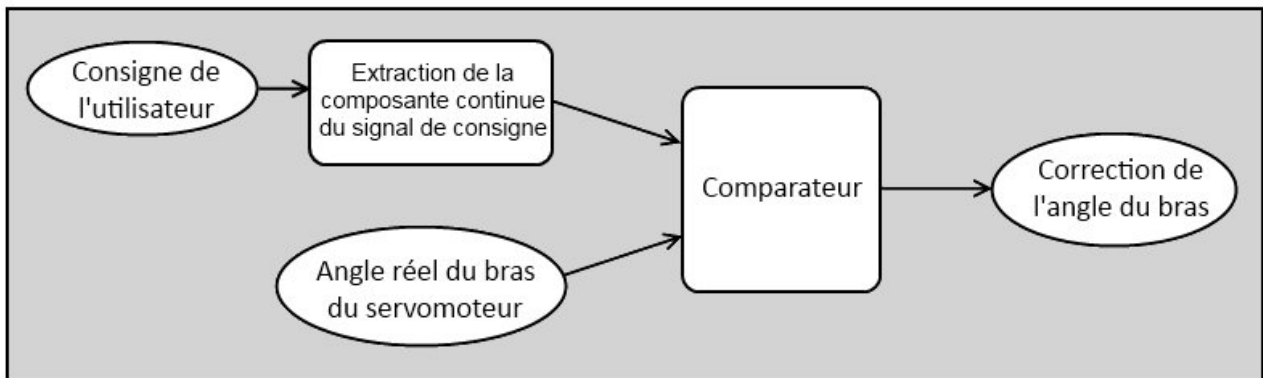 Consigne de
l'utilisateur
Extraction de la
composante continue
du signal de consigne
Comparateur
Correction de
l'angle du bras
Angle réel du bras
du servomoteur